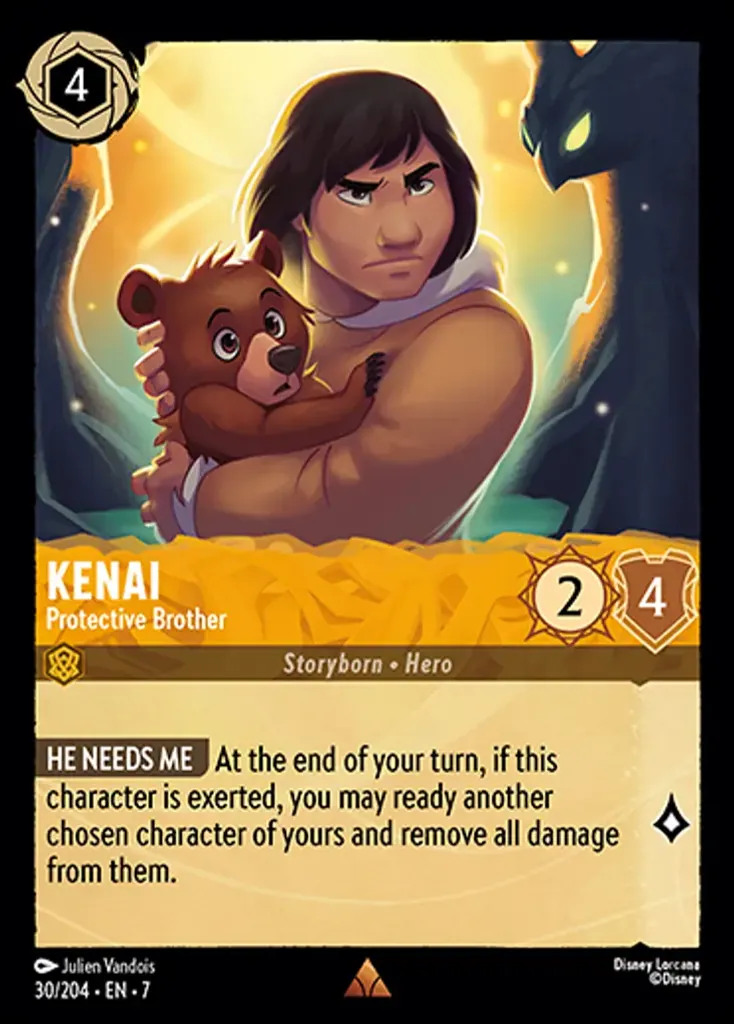 4
KENAI
Protective Brother
2
4
Storyborn • Hero
HE NEEDS ME At the end of your turn, if this
character is exerted, you may ready another
chosen character of yours and remove all damage
from them.
Julien Vandois
30/204 • EN • 7
Disney Lorcana
©Disney